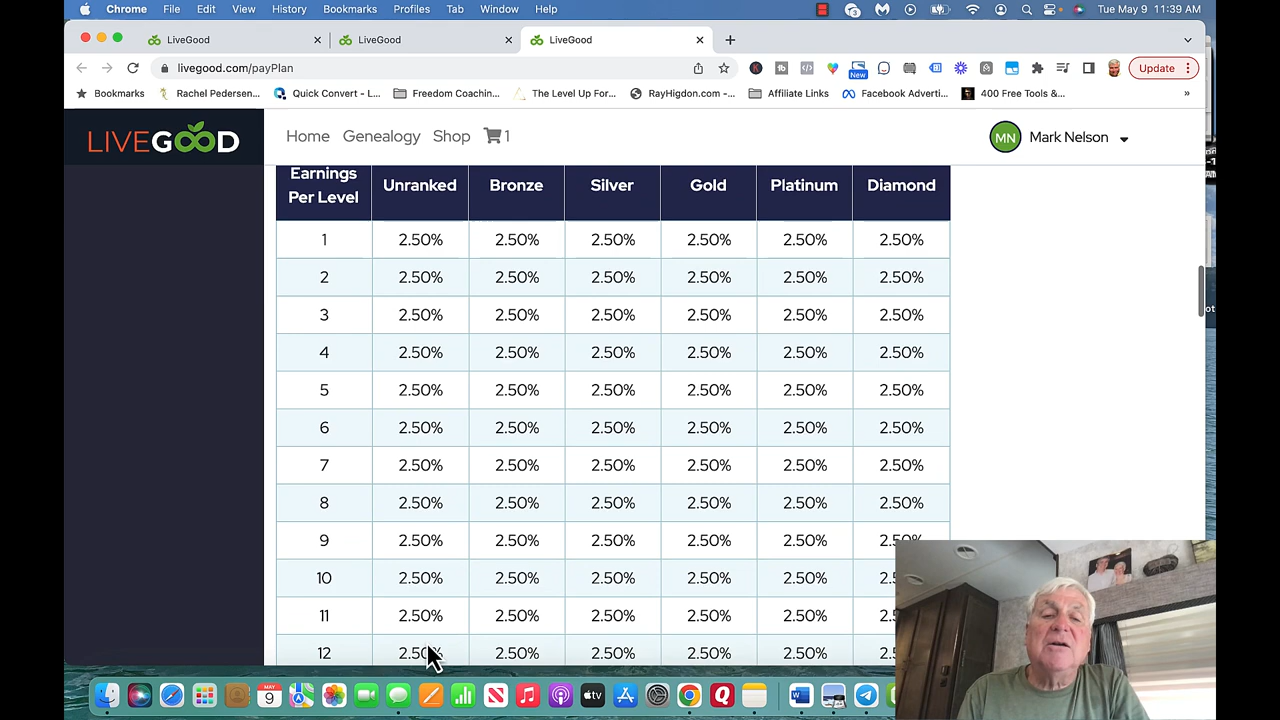 Chrome File Edit View History Bookmarks Profiles Tab Window Help Tue May 9 11:39 AM
LiveGood LiveGood LiveGood
livegood.com/payPlan New Update
Bookmarks Rachel Pedersen... Quick Convert - L... Freedom Coachin... The Level Up For... RayHigdon.com -... Affiliate Links Facebook Adverti... 400 Free Tools &... »
LIVEGOOD Home Genealogy Shop 1 MN Mark Nelson
Earnings Per Level Unranked Bronze Silver Gold Platinum Diamond
1 2.50% 2.50% 2.50% 2.50% 2.50% 2.50%
2 2.50% 2.50% 2.50% 2.50% 2.50% 2.50%
3 2.50% 2.50% 2.50% 2.50% 2.50% 2.50%
4 2.50% 2.50% 2.50% 2.50% 2.50% 2.50%
2.50% 2.50% 2.50% 2.50% 2.50% 2.50%
6 2.50% 2.50% 2.50% 2.50% 2.50% 2.50%
7 2.50% 2.50% 2.50% 2.50% 2.50% 2.50%
8 2.50% 2.50% 2.50% 2.50% 2.50% 2.50%
9 2.50% 2.50% 2.50% 2.50% 2.50% 2.50%
10 2.50% 2.50% 2.50% 2.50% 2.50%
11 2.50% 2.50% 2.50% 2.50% 2.50%
12 2.50% 2.50% 2.50% 2.50% 2.50%
MAY
9